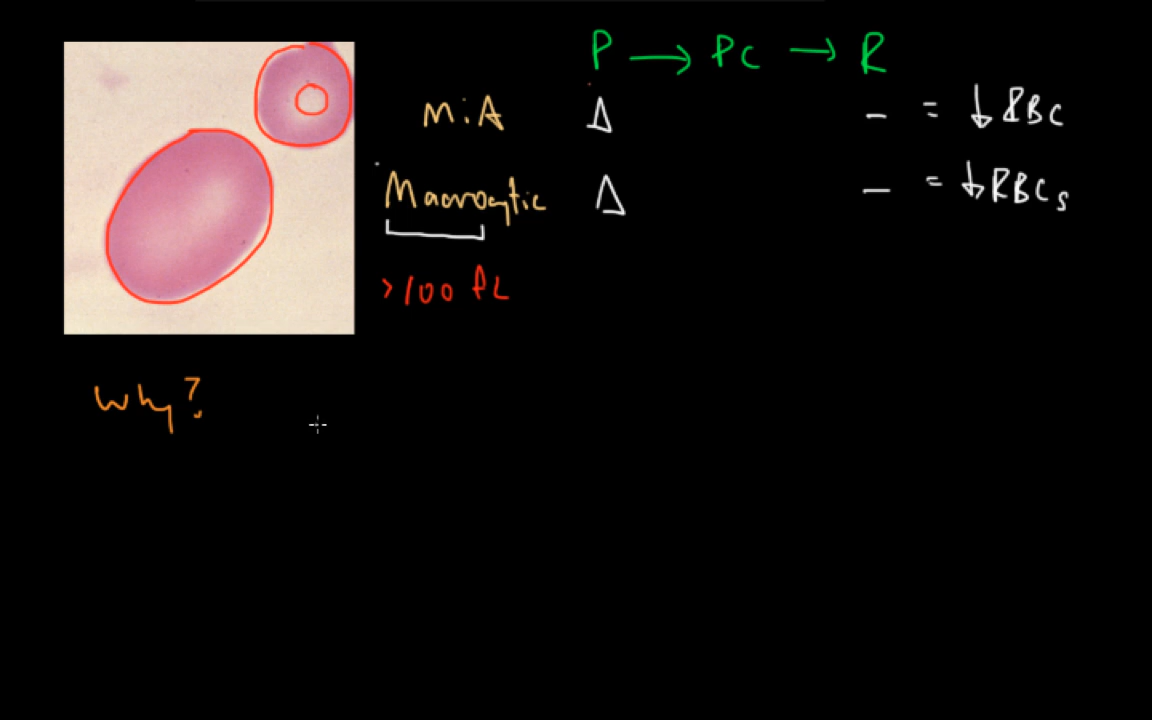 P → PC → R
MiA Δ - = ↓ RBC
Macrocytic Δ - = ↓ RBCs
>100 fL
Why?